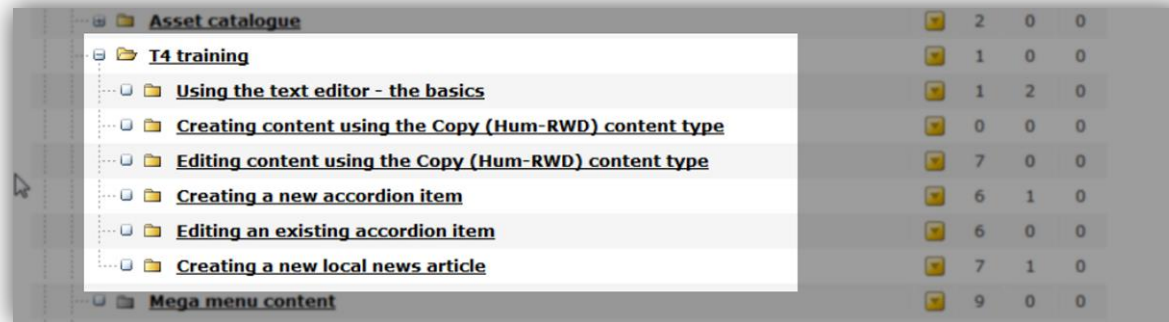 Asset catalogue 2 0 0
T4 training 1 0 0
Using the text editor - the basics 1 2 0
Creating content using the Copy (Hum-RWD) content type 0 0 0
Editing content using the Copy (Hum-RWD) content type 7 0 0
Creating a new accordion item 6 1 0
Editing an existing accordion item 6 0 0
Creating a new local news article 7 1 0
Mega menu content 9 0 0